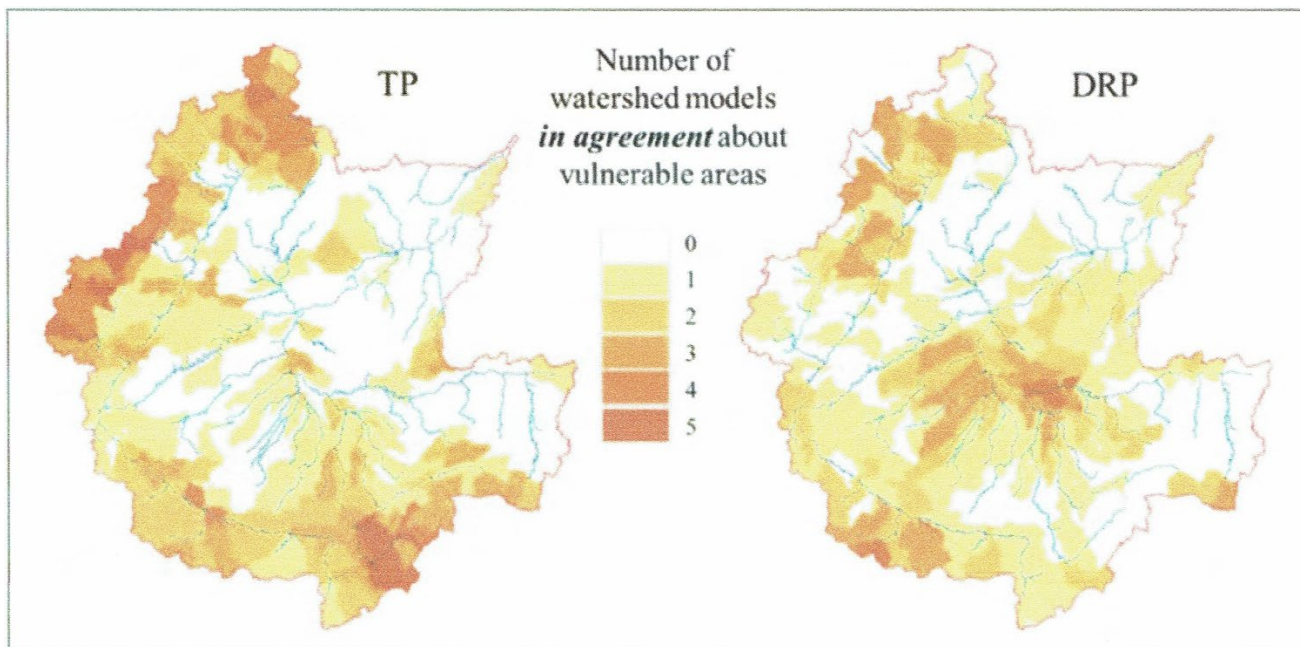 TP
Number of
watershed models
in agreement about
vulnerable areas
DRP
0
1
2
3
4
5